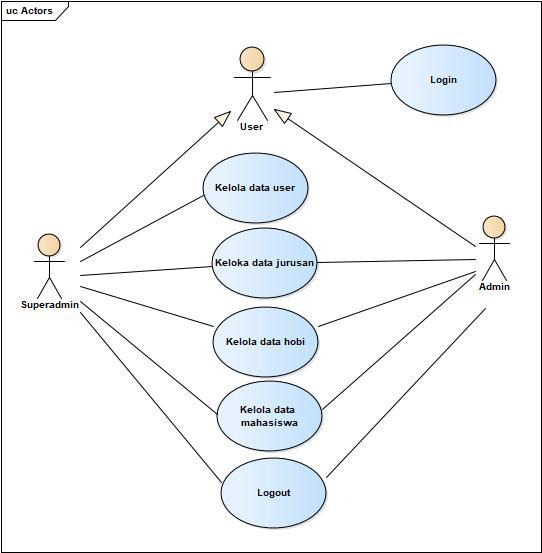 uc Actors
Login
User
Kelola data user
Keloka data jurusan
Superadmin
Admin
Kelola data hobi
Kelola data
mahasiswa
Logout